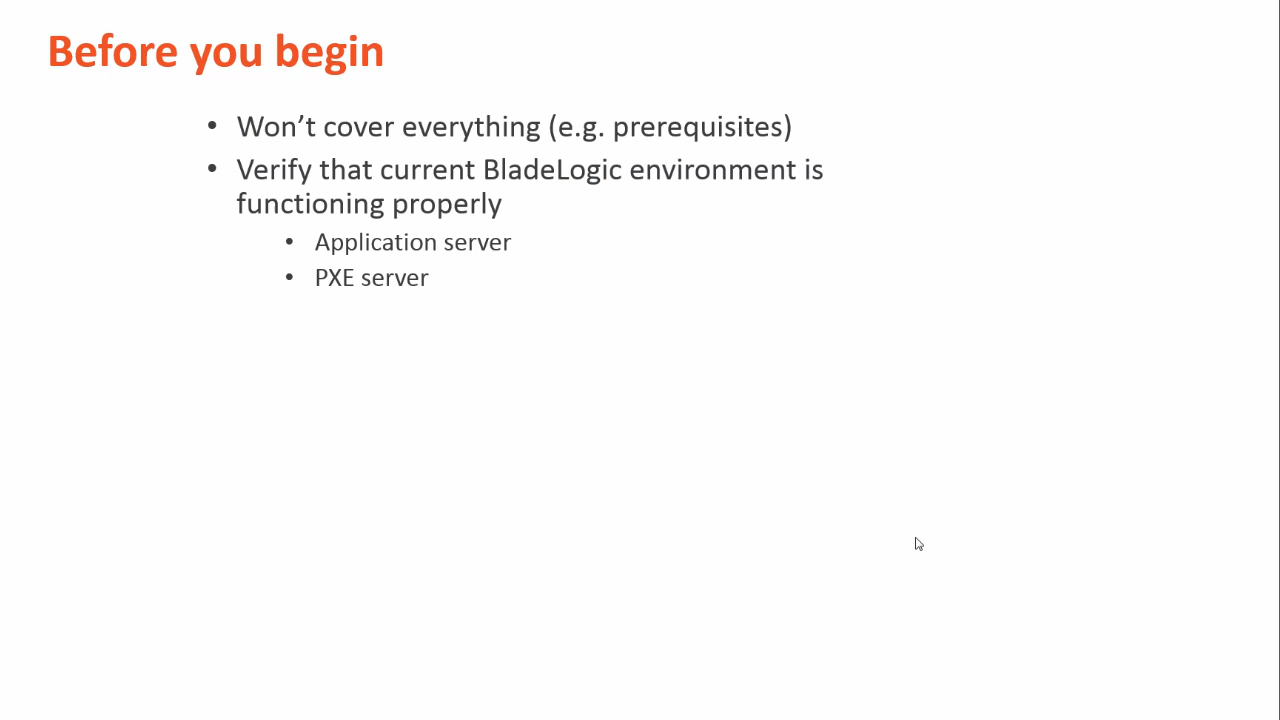 Before you begin
• Won’t cover everything (e.g. prerequisites)
• Verify that current BladeLogic environment is
functioning properly
• Application server
• PXE server